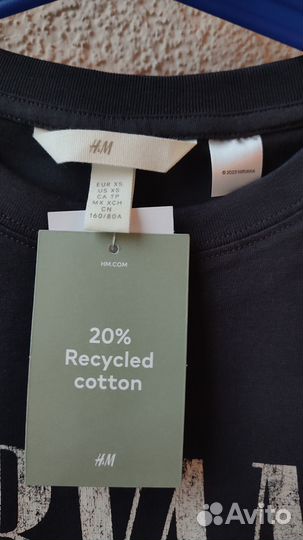 H&M
EUR XS
US XS
CA TP
MX XCH
CN
160/80A
© 2023 NIRVANA
HM.COM
20%
Recycled
cotton
H&M
RVA
Avito